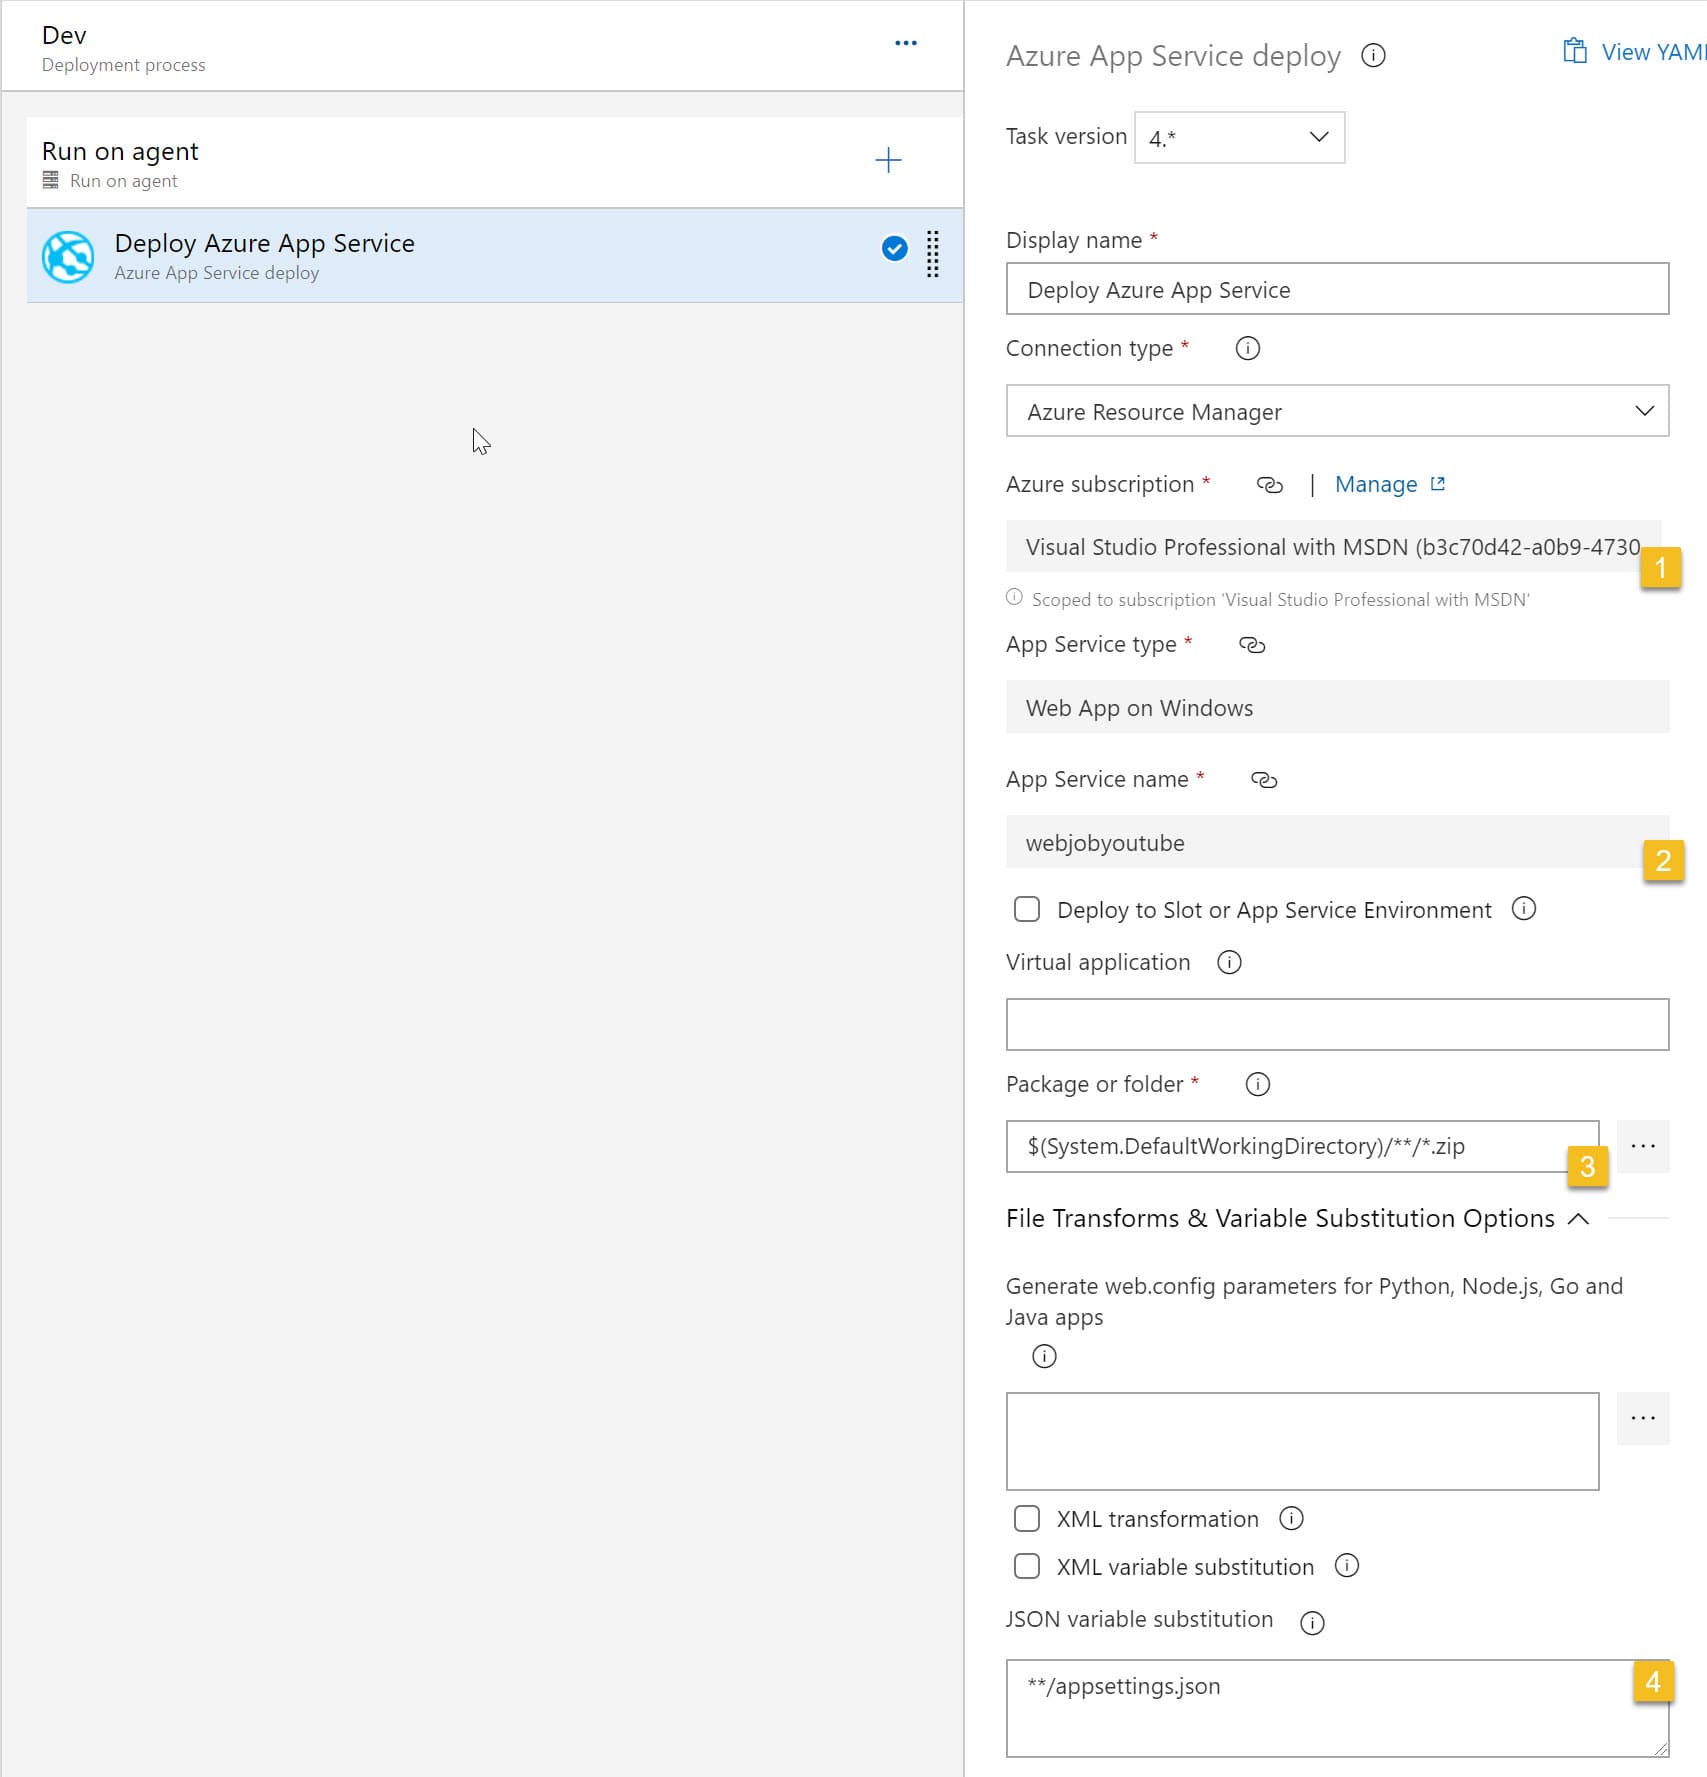 Dev
Deployment process
Run on agent
Run on agent
Deploy Azure App Service
Azure App Service deploy
Azure App Service deploy
View YAM
Task version
4.*
Display name *
Deploy Azure App Service
Connection type *
Azure Resource Manager
Azure subscription *
| Manage
Visual Studio Professional with MSDN (b3c70d42-a0b9-4730
1
Scoped to subscription 'Visual Studio Professional with MSDN'
App Service type *
Web App on Windows
App Service name *
webjobyoutube
2
Deploy to Slot or App Service Environment
Virtual application
Package or folder *
$(System.DefaultWorkingDirectory)/**/*.zip
3
File Transforms & Variable Substitution Options
Generate web.config parameters for Python, Node.js, Go and
Java apps
XML transformation
XML variable substitution
JSON variable substitution
**/appsettings.json
4